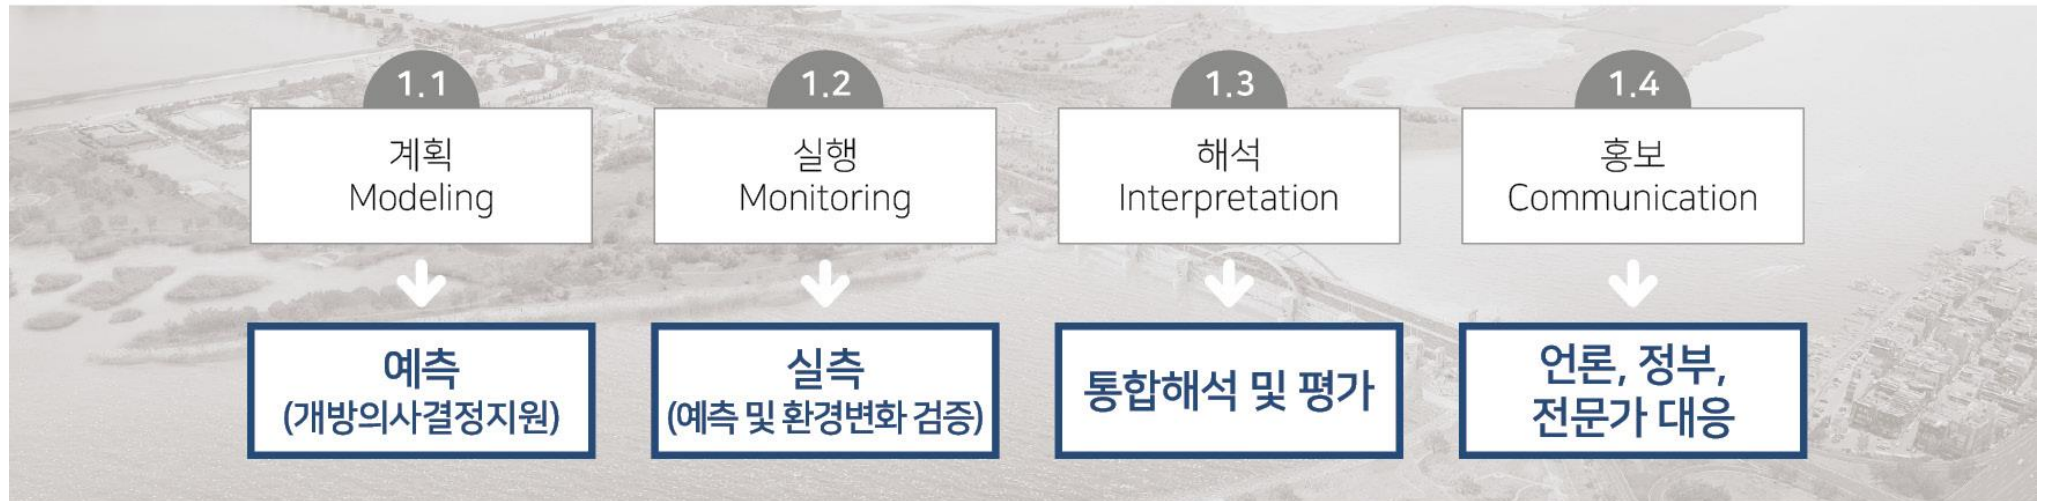 1.1
계획
Modeling
예측
(개방의사결정지원)
1.2
실행
Monitoring
실측
(예측 및 환경변화 검증)
1.3
해석
Interpretation
통합해석 및 평가
1.4
홍보
Communication
언론, 정부,
전문가 대응